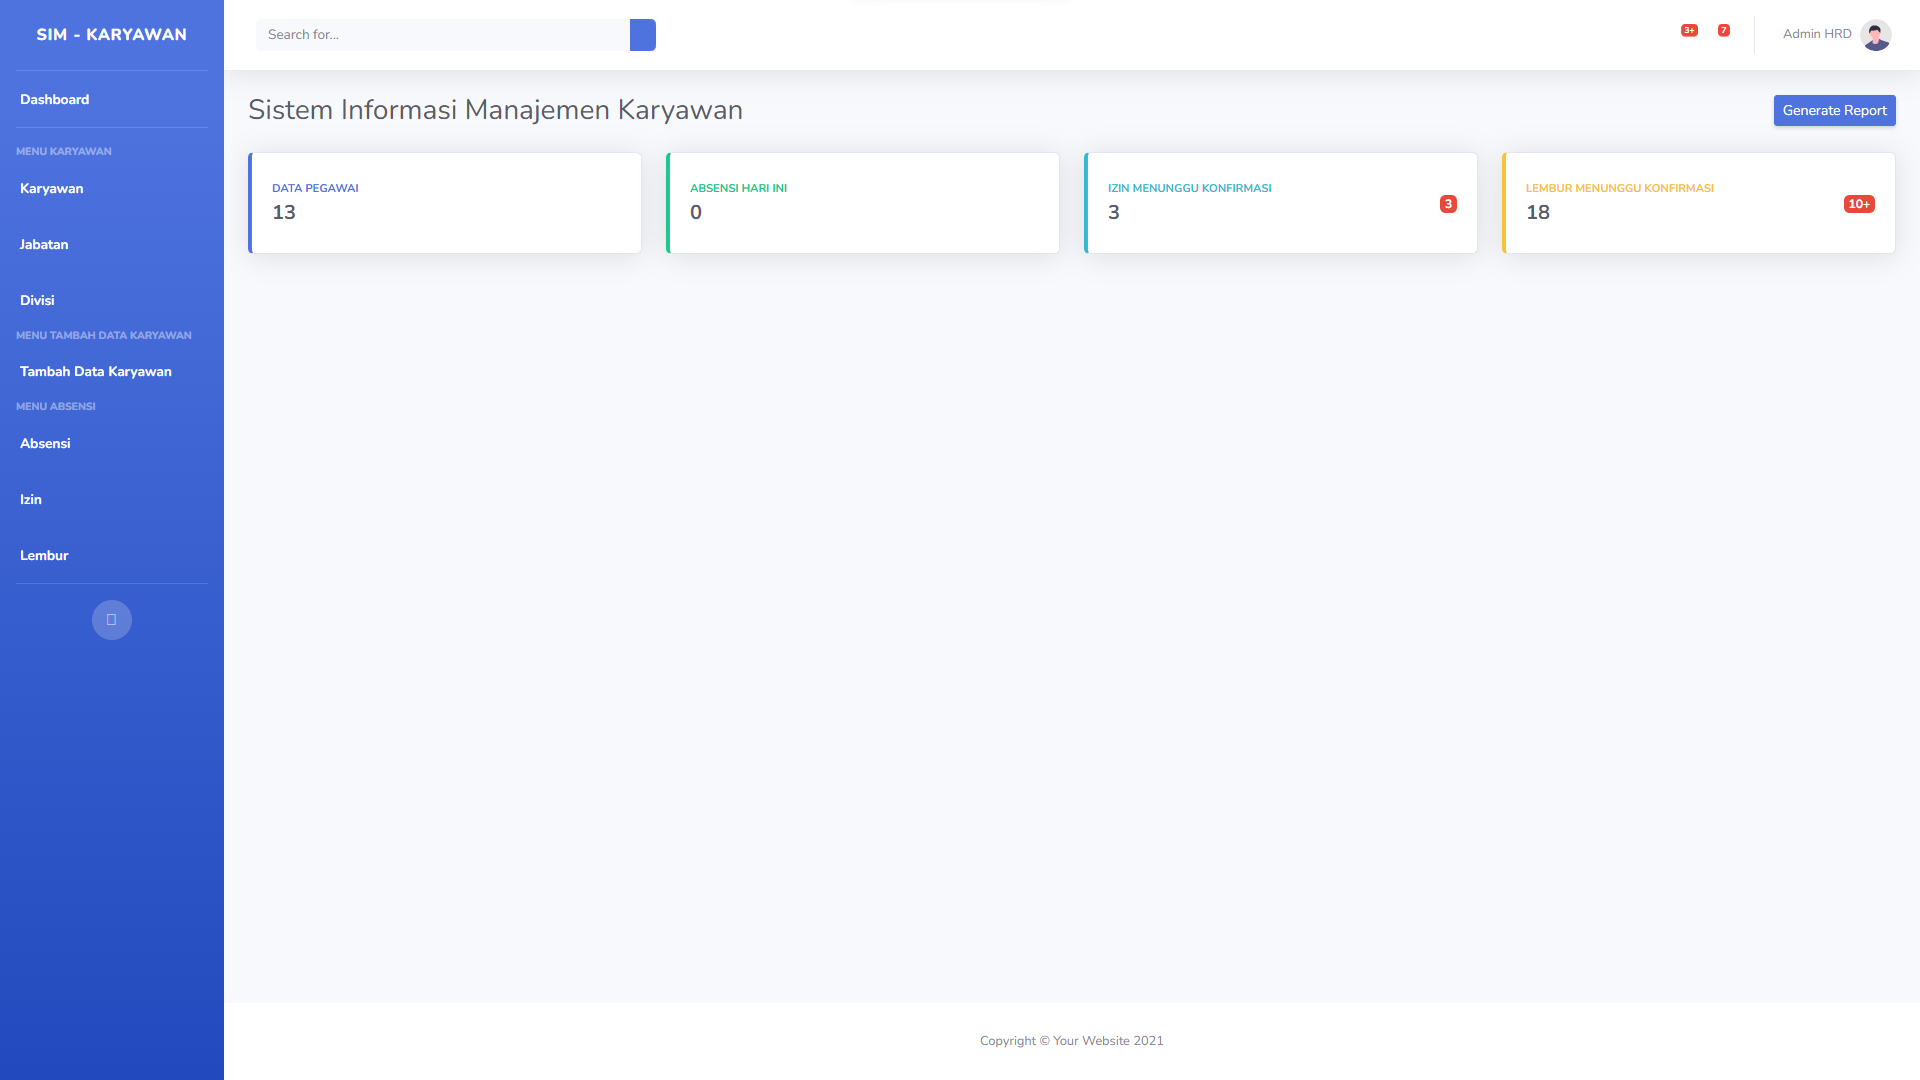 SIM - KARYAWAN
Dashboard
MENU KARYAWAN
Karyawan
Jabatan
Divisi
MENU TAMBAH DATA KARYAWAN
Tambah Data Karyawan
MENU ABSENSI
Absensi
Izin
Lembur
Search for...
3+
7
Admin HRD
Sistem Informasi Manajemen Karyawan
Generate Report
DATA PEGAWAI
13
ABSENSI HARI INI
0
IZIN MENUNGGU KONFIRMASI
3
3
LEMBUR MENUNGGU KONFIRMASI
18
10+
Copyright © Your Website 2021